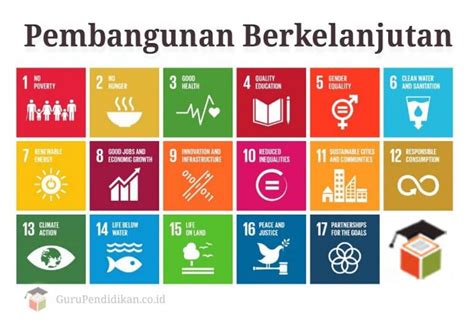 Pembangunan Berkelanjutan
1 NO
POVERTY
2 NO
HUNGER
3 GOOD
HEALTH
4 QUALITY
EDUCATION
5 GENDER
EQUALITY
6 CLEAN WATER
AND SANITATION
7 RENEWABLE
ENERGY
8 GOOD JOBS AND
ECONOMIC GROWTH
9 INNOVATION AND
INFRASTRUCTURE
10 REDUCED
INEQUALITIES
11 SUSTAINABLE CITIES
AND COMMUNITIES
12 RESPONSIBLE
CONSUMPTION
13 CLIMATE
ACTION
14 LIFE BELOW
WATER
15 LIFE
ON LAND
16 PEACE AND
JUSTICE
17 PARTNERSHIPS
FOR THE GOALS
GuruPendidikan.co.id